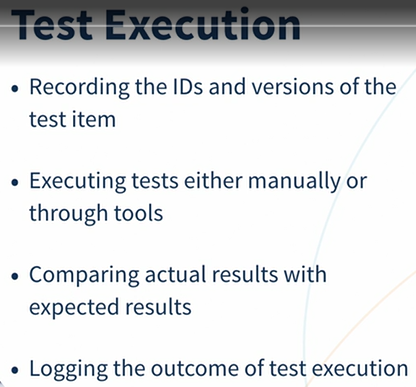 Test Execution
• Recording the IDs and versions of the
test item
• Executing tests either manually or
through tools
• Comparing actual results with
expected results
• Logging the outcome of test execution